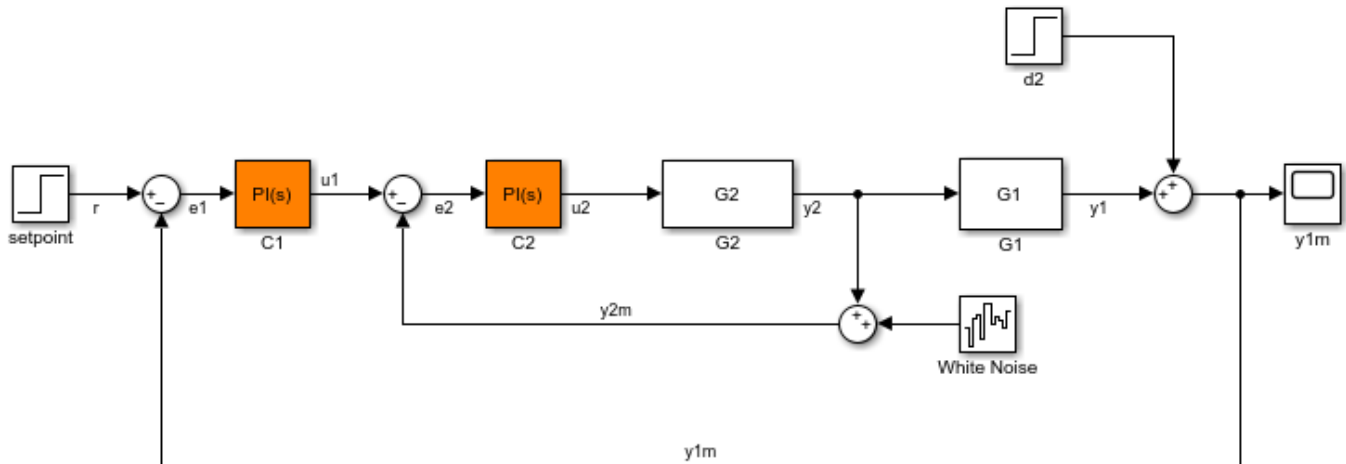 d2
setpoint
r
+
−
e1
PI(s)
C1
u1
+
−
e2
PI(s)
C2
u2
G2
G2
y2
G1
G1
y1
+
+
y1m
y2m
+
+
White Noise
y1m